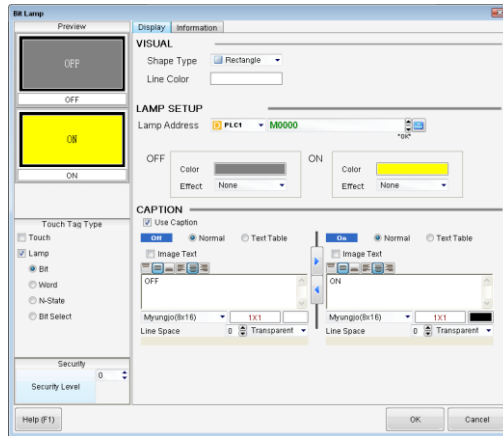 Bit Lamp
Preview
OFF
OFF
ON
ON
Touch Tag Type
Touch
Lamp
Bit
Word
N-State
Bit Select
Security
Security Level 0
Help (F1)
Display Information
VISUAL
Shape Type Rectangle
Line Color
LAMP SETUP
Lamp Address PLC1 M0000
"OK"
OFF ON
Color Color
Effect None Effect None
CAPTION
Use Caption
Off Normal Text Table On Normal Text Table
Image Text Image Text
OFF ON
Myungjo(8x16) 1X1 Myungjo(8x16) 1X1
Line Space 0 Transparent Line Space 0 Transparent
OK Cancel